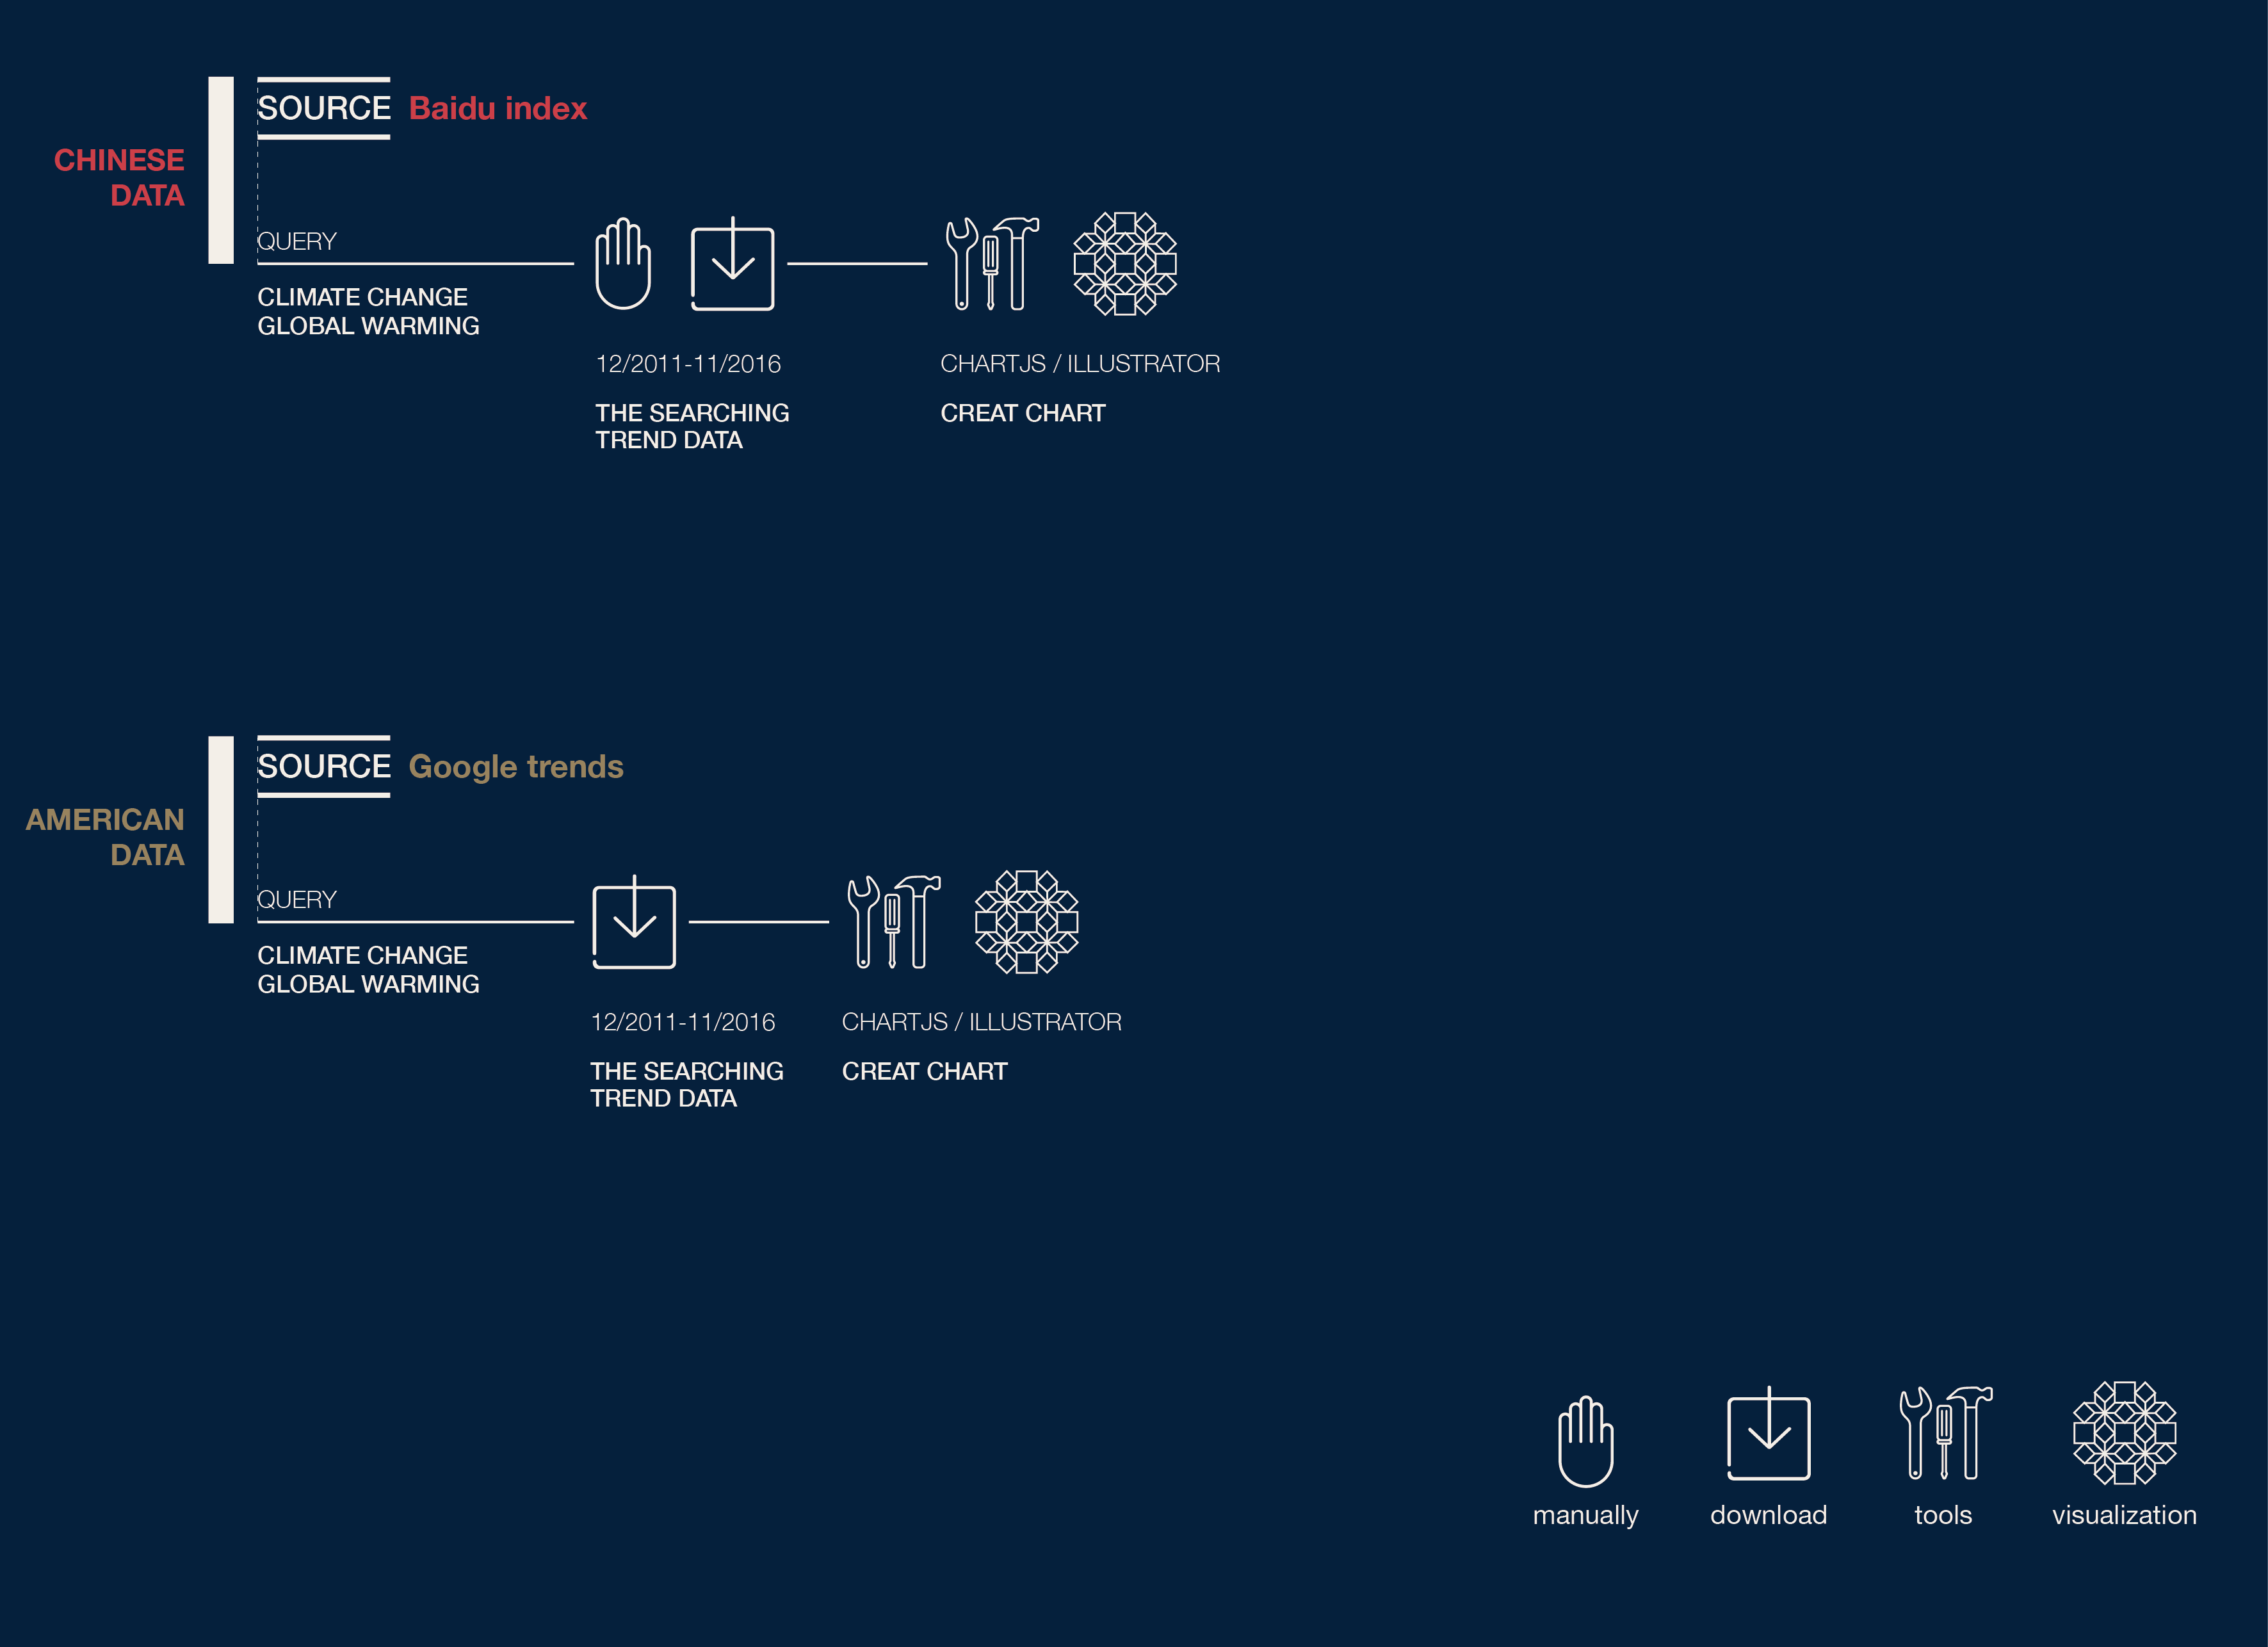 SOURCE Baidu index
CHINESE
DATA
QUERY
CLIMATE CHANGE
GLOBAL WARMING
12/2011-11/2016
THE SEARCHING
TREND DATA
CHARTJS / ILLUSTRATOR
CREAT CHART
SOURCE Google trends
AMERICAN
DATA
QUERY
CLIMATE CHANGE
GLOBAL WARMING
12/2011-11/2016
THE SEARCHING
TREND DATA
CHARTJS / ILLUSTRATOR
CREAT CHART
manually
download
tools
visualization